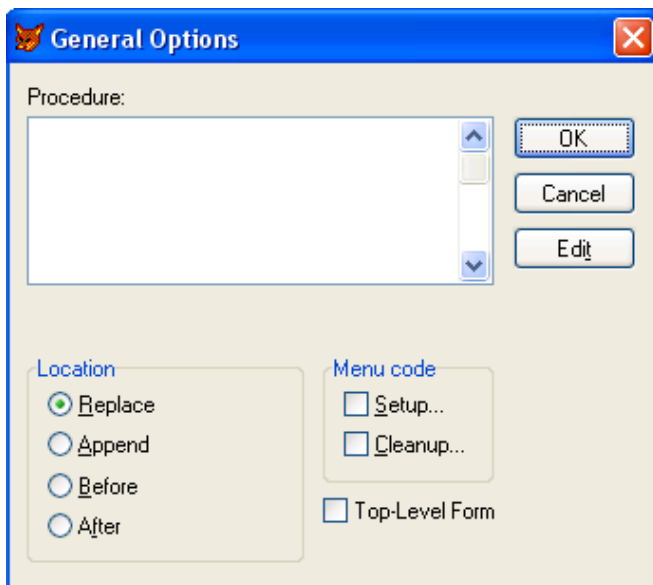 General Options
Procedure:
OK
Cancel
Edit
Location
Replace
Append
Before
After
Menu code
Setup...
Cleanup...
Top-Level Form